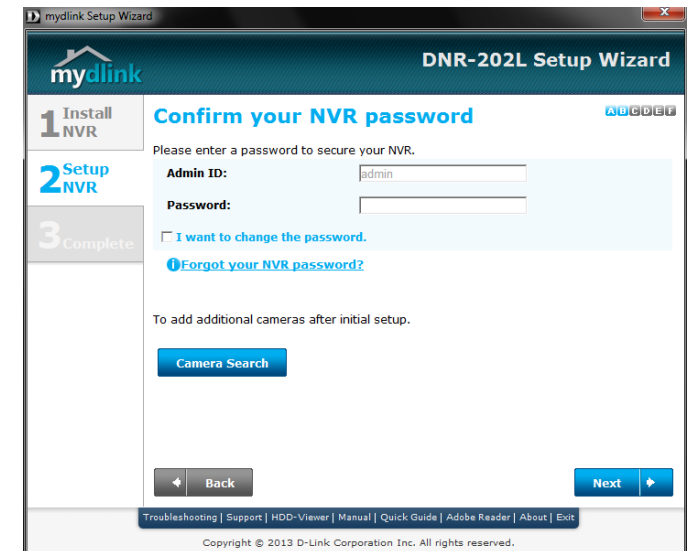 mydlink Setup Wizard
mydlink
DNR-202L Setup Wizard
1 Install NVR
2 Setup NVR
3 Complete
Confirm your NVR password
A B C D E F
Please enter a password to secure your NVR.
Admin ID: admin
Password:
I want to change the password.
Forgot your NVR password?
To add additional cameras after initial setup.
Camera Search
Back
Next
Troubleshooting | Support | HDD-Viewer | Manual | Quick Guide | Adobe Reader | About | Exit
Copyright © 2013 D-Link Corporation Inc. All rights reserved.